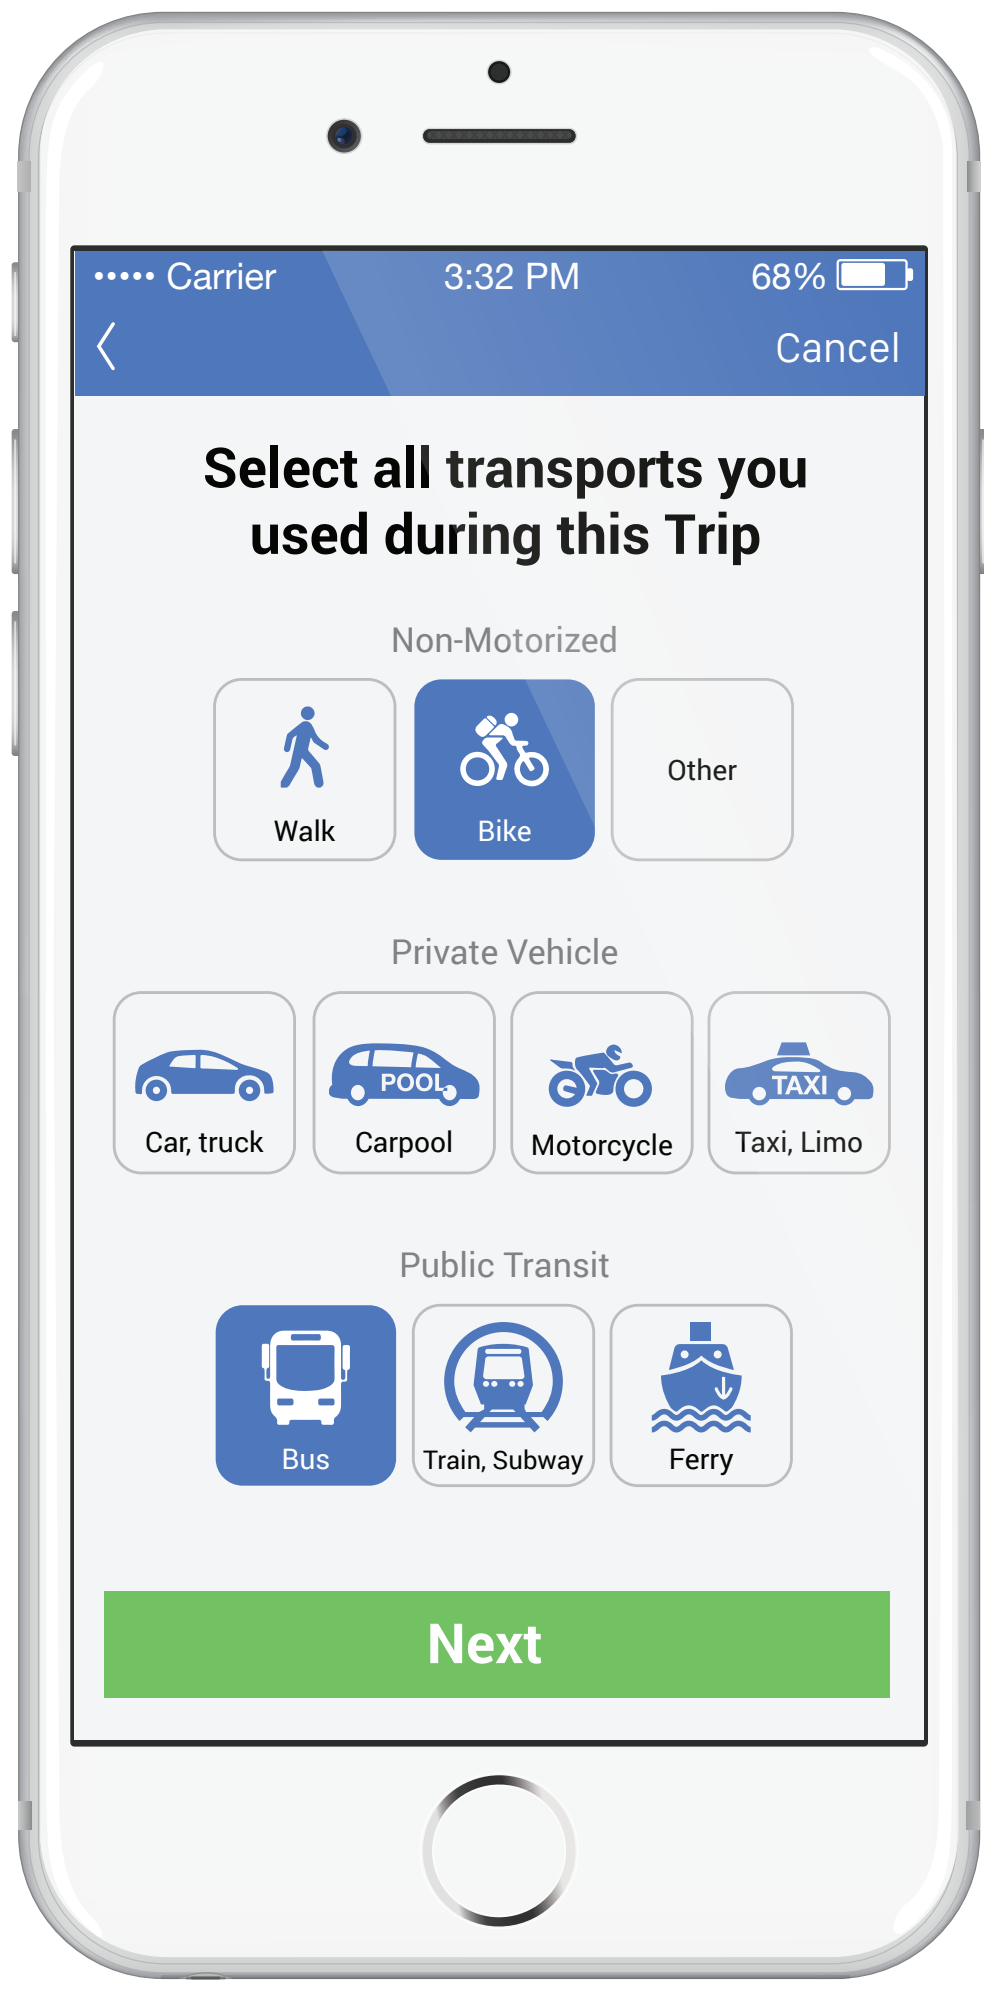 ••••• Carrier 3:32 PM 68%
Cancel
Select all transports you
used during this Trip
Non-Motorized
Walk Bike Other
Private Vehicle
POOL TAXI
Car, truck Carpool Motorcycle Taxi, Limo
Public Transit
Bus Train, Subway Ferry
Next